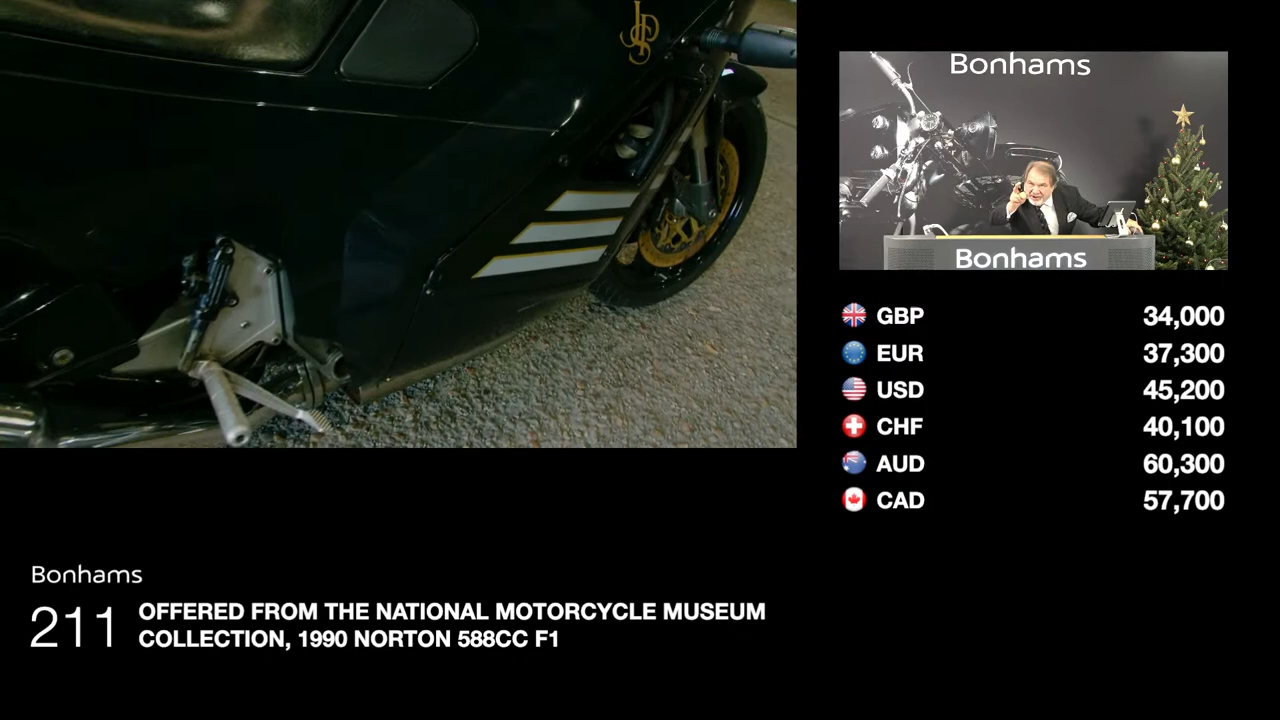 JPS
Bonhams
Bonhams
GBP 34,000
EUR 37,300
USD 45,200
CHF 40,100
AUD 60,300
CAD 57,700
Bonhams
211 OFFERED FROM THE NATIONAL MOTORCYCLE MUSEUM
COLLECTION, 1990 NORTON 588CC F1